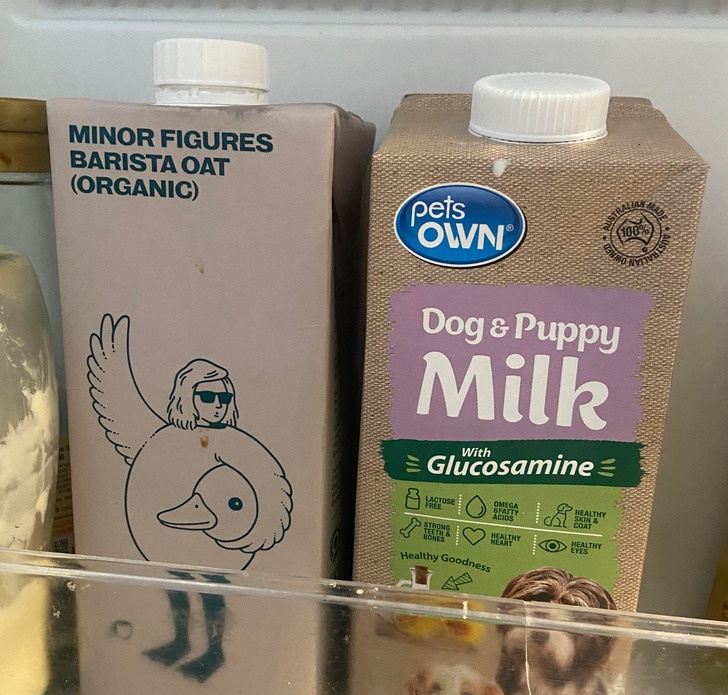 MINOR FIGURES
BARISTA OAT
(ORGANIC)
pets
OWN®
AUSTRALIAN MADE
100%
AUSTRALIAN OWNED
Dog & Puppy
Milk
With
Glucosamine
LACTOSE
FREE
OMEGA
6 FATTY
ACIDS
HEALTHY
SKIN &
COAT
STRONG
TEETH &
BONES
HEALTHY
HEART
HEALTHY
EYES
Healthy Goodness